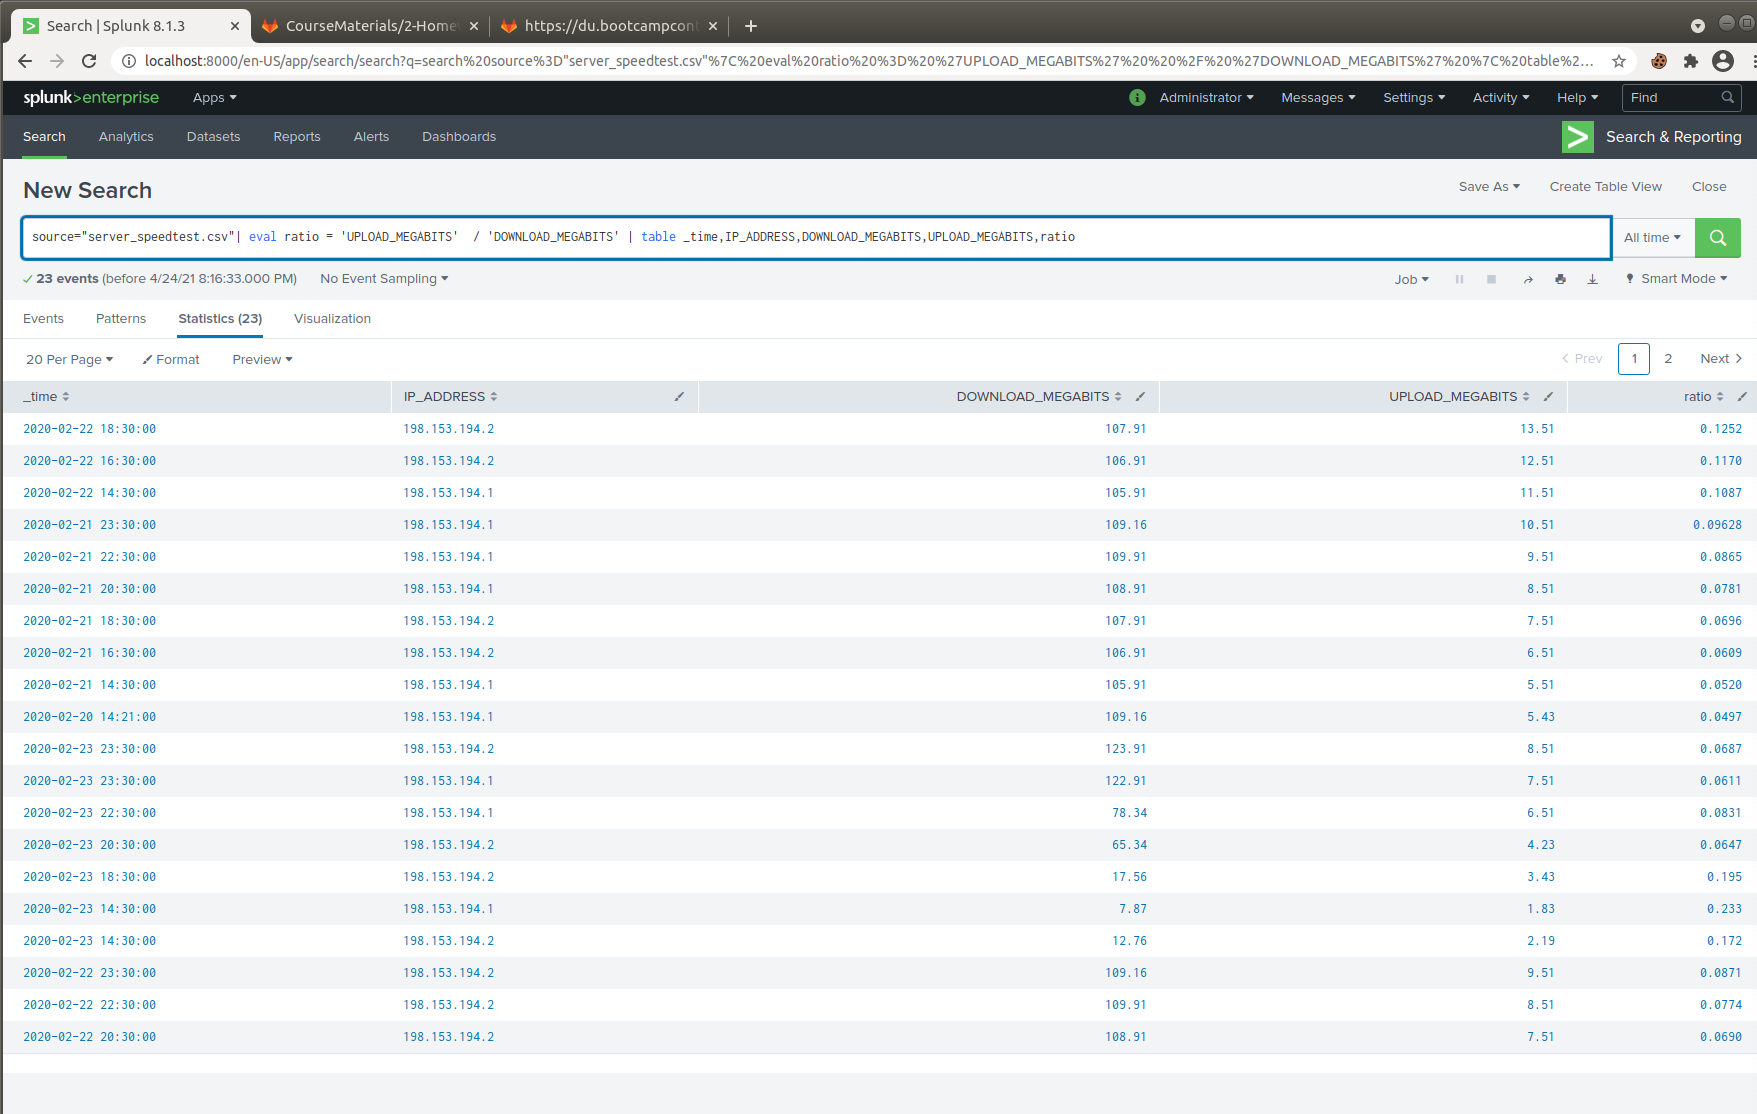 Search | Splunk 8.1.3
CourseMaterials/2-Home
https://du.bootcampcont
localhost:8000/en-US/app/search/search?q=search%20source%3D"server_speedtest.csv"%7C%20eval%20ratio%20%3D%20%27UPLOAD_MEGABITS%27%20%20%2F%20%27DOWNLOAD_MEGABITS%27%20%7C%20table%2...
splunk>enterprise Apps Administrator Messages Settings Activity Help Find
Search Analytics Datasets Reports Alerts Dashboards Search & Reporting
New Search Save As Create Table View Close
source="server_speedtest.csv"| eval ratio = 'UPLOAD_MEGABITS'  / 'DOWNLOAD_MEGABITS' | table _time,IP_ADDRESS,DOWNLOAD_MEGABITS,UPLOAD_MEGABITS,ratio All time
23 events (before 4/24/21 8:16:33.000 PM) No Event Sampling Job Smart Mode
Events Patterns Statistics (23) Visualization
20 Per Page Format Preview Prev 1 2 Next
_time IP_ADDRESS DOWNLOAD_MEGABITS UPLOAD_MEGABITS ratio
2020-02-22 18:30:00 198.153.194.2 107.91 13.51 0.1252
2020-02-22 16:30:00 198.153.194.2 106.91 12.51 0.1170
2020-02-22 14:30:00 198.153.194.1 105.91 11.51 0.1087
2020-02-21 23:30:00 198.153.194.1 109.16 10.51 0.09628
2020-02-21 22:30:00 198.153.194.1 109.91 9.51 0.0865
2020-02-21 20:30:00 198.153.194.1 108.91 8.51 0.0781
2020-02-21 18:30:00 198.153.194.2 107.91 7.51 0.0696
2020-02-21 16:30:00 198.153.194.2 106.91 6.51 0.0609
2020-02-21 14:30:00 198.153.194.1 105.91 5.51 0.0520
2020-02-20 14:21:00 198.153.194.1 109.16 5.43 0.0497
2020-02-23 23:30:00 198.153.194.2 123.91 8.51 0.0687
2020-02-23 23:30:00 198.153.194.1 122.91 7.51 0.0611
2020-02-23 22:30:00 198.153.194.1 78.34 6.51 0.0831
2020-02-23 20:30:00 198.153.194.2 65.34 4.23 0.0647
2020-02-23 18:30:00 198.153.194.2 17.56 3.43 0.195
2020-02-23 14:30:00 198.153.194.1 7.87 1.83 0.233
2020-02-23 14:30:00 198.153.194.2 12.76 2.19 0.172
2020-02-22 23:30:00 198.153.194.2 109.16 9.51 0.0871
2020-02-22 22:30:00 198.153.194.2 109.91 8.51 0.0774
2020-02-22 20:30:00 198.153.194.2 108.91 7.51 0.0690